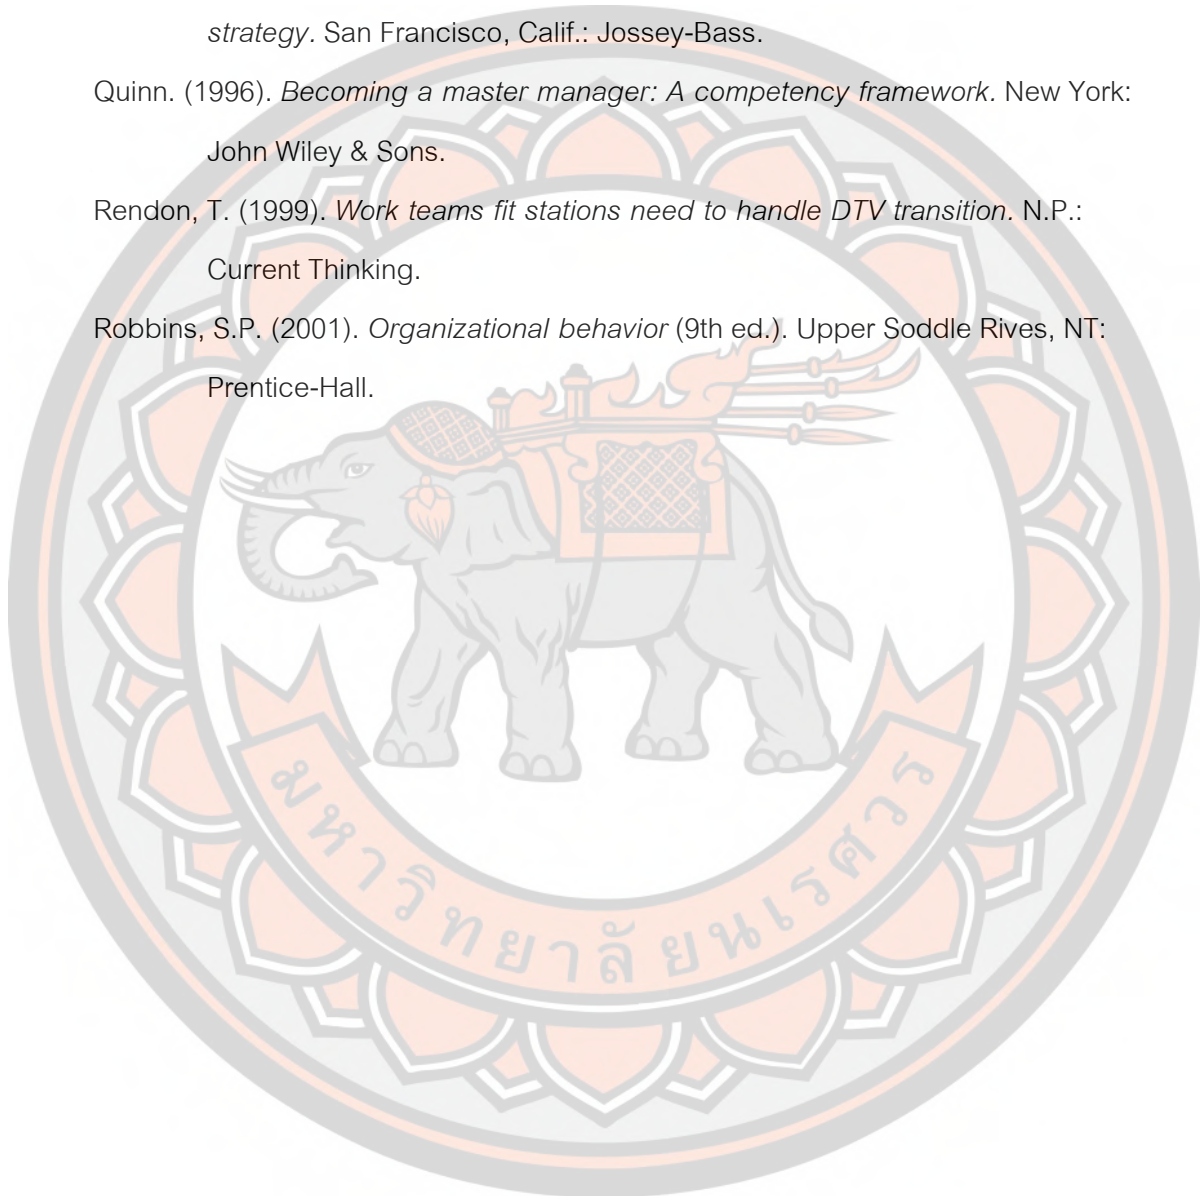 strategy. San Francisco, Calif.: Jossey-Bass.
Quinn. (1996). Becoming a master manager: A competency framework. New York:
John Wiley & Sons.
Rendon, T. (1999). Work teams fit stations need to handle DTV transition. N.P.:
Current Thinking.
Robbins, S.P. (2001). Organizational behavior (9th ed.). Upper Soddle Rives, NT:
Prentice-Hall.
มหาวิทยาลัยนเรศวร